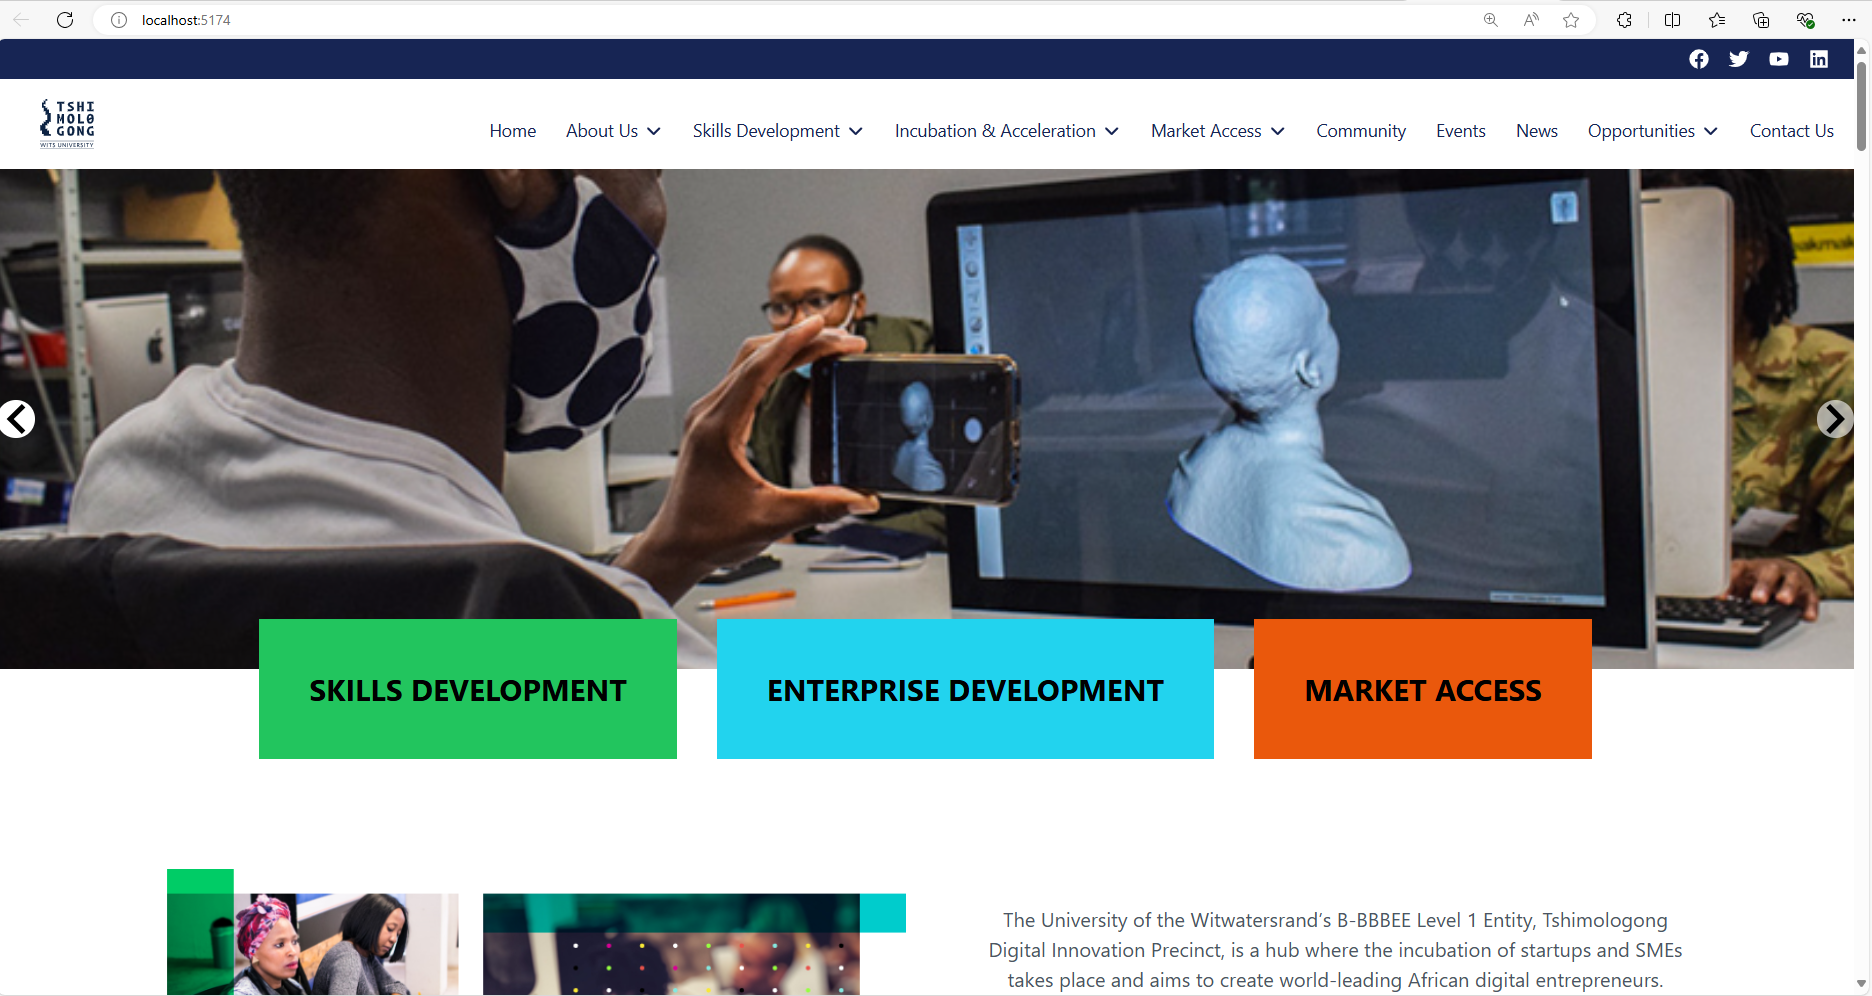 localhost:5174
TSHI
MOLO
GONG
WITS UNIVERSITY
Home About Us Skills Development Incubation & Acceleration Market Access Community Events News Opportunities Contact Us
SKILLS DEVELOPMENT
ENTERPRISE DEVELOPMENT
MARKET ACCESS
The University of the Witwatersrand’s B-BBBEE Level 1 Entity, Tshimologong
Digital Innovation Precinct, is a hub where the incubation of startups and SMEs
takes place and aims to create world-leading African digital entrepreneurs.